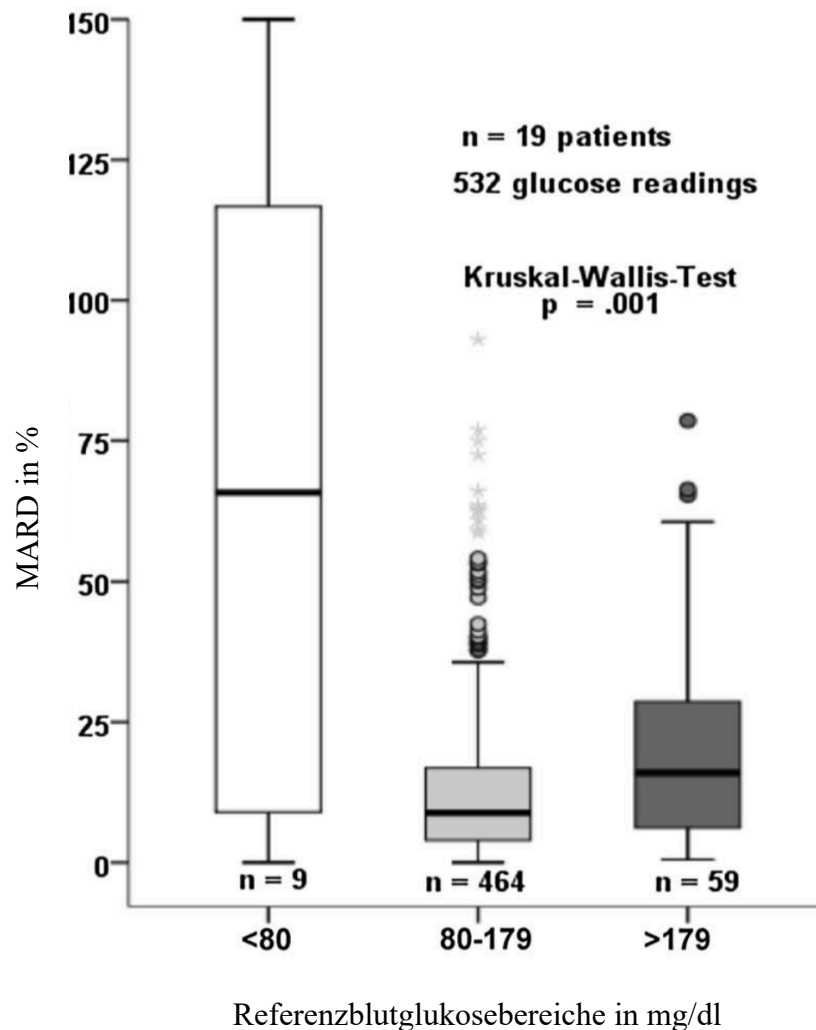 150
n = 19 patients
125
532 glucose readings
Kruskal-Wallis-Test
p = .001
100
75
MARD in %
50
25
0
n = 9
n = 464
n = 59
<80
80-179
>179
Referenzblutglukosebereiche in mg/dl